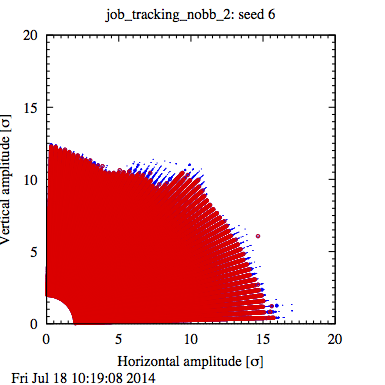 job_tracking_nobb_2: seed 6
20
15
10
5
0
Vertical amplitude [σ]
0 5 10 15 20
Horizontal amplitude [σ]
Fri Jul 18 10:19:08 2014